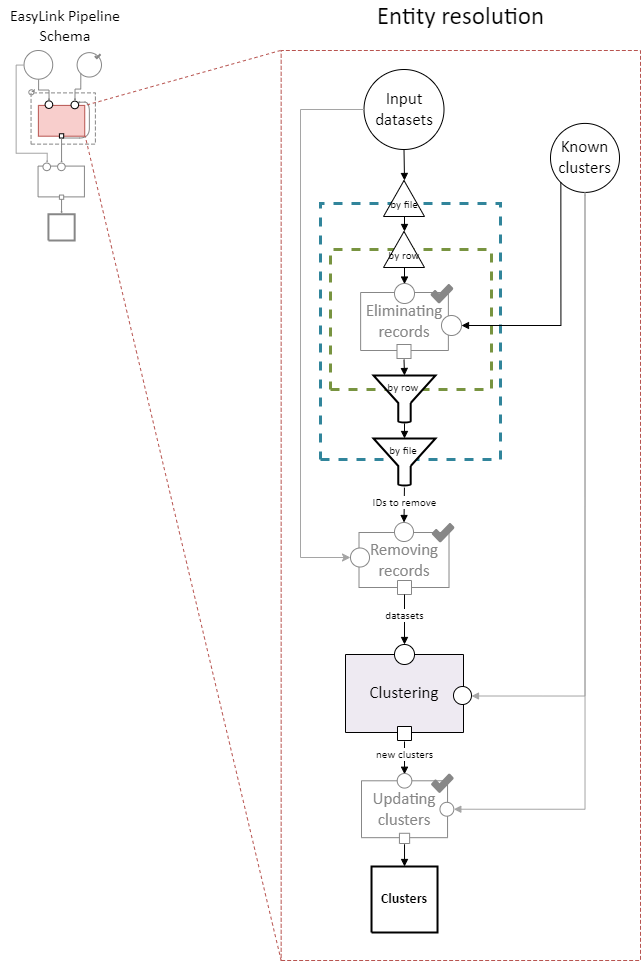 EasyLink Pipeline
Schema
Entity resolution
Input
datasets
Known
clusters
by file
by row
Eliminating
records
by row
by file
IDs to remove
Removing
records
datasets
Clustering
new clusters
Updating
clusters
Clusters